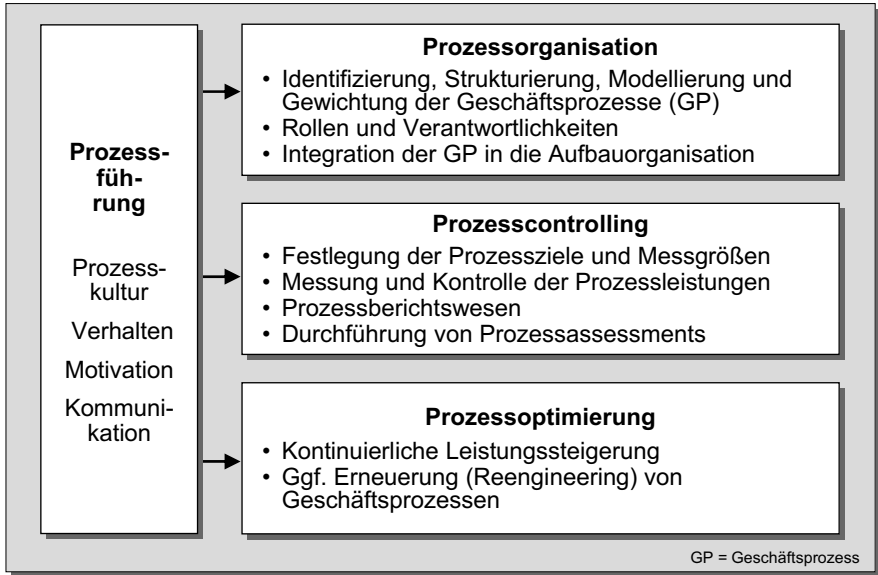 Prozess-
füh-
rung
Prozess-
kultur
Verhalten
Motivation
Kommuni-
kation
Prozessorganisation
• Identifizierung, Strukturierung, Modellierung und
Gewichtung der Geschäftsprozesse (GP)
• Rollen und Verantwortlichkeiten
• Integration der GP in die Aufbauorganisation
Prozesscontrolling
• Festlegung der Prozessziele und Messgrößen
• Messung und Kontrolle der Prozessleistungen
• Prozessberichtswesen
• Durchführung von Prozessassessments
Prozessoptimierung
• Kontinuierliche Leistungssteigerung
• Ggf. Erneuerung (Reengineering) von
Geschäftsprozessen
GP = Geschäftsprozess